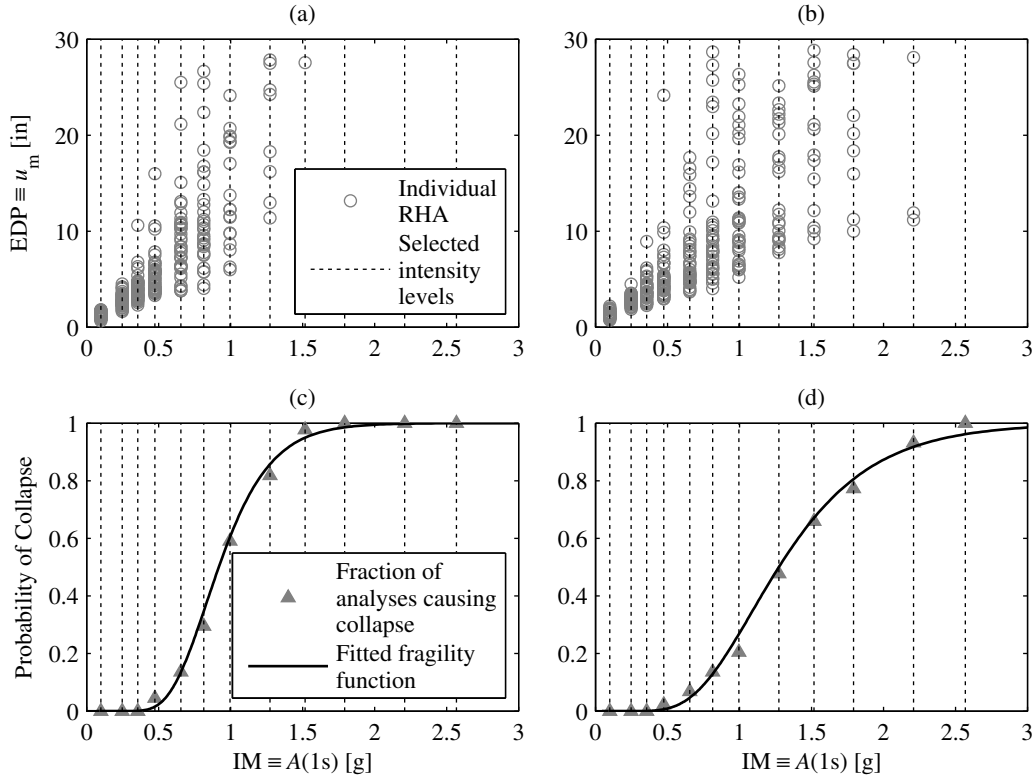 (a)
(b)
30
20
10
0
EDP ≡ u_m [in]
Individual
RHA
Selected
intensity
levels
0 0.5 1 1.5 2 2.5 3
30
20
10
0
0 0.5 1 1.5 2 2.5 3
(c)
(d)
1
0.8
0.6
0.4
0.2
0
Probability of Collapse
Fraction of
analyses causing
collapse
Fitted fragility
function
0 0.5 1 1.5 2 2.5 3
IM ≡ A(1s) [g]
1
0.8
0.6
0.4
0.2
0
0 0.5 1 1.5 2 2.5 3
IM ≡ A(1s) [g]